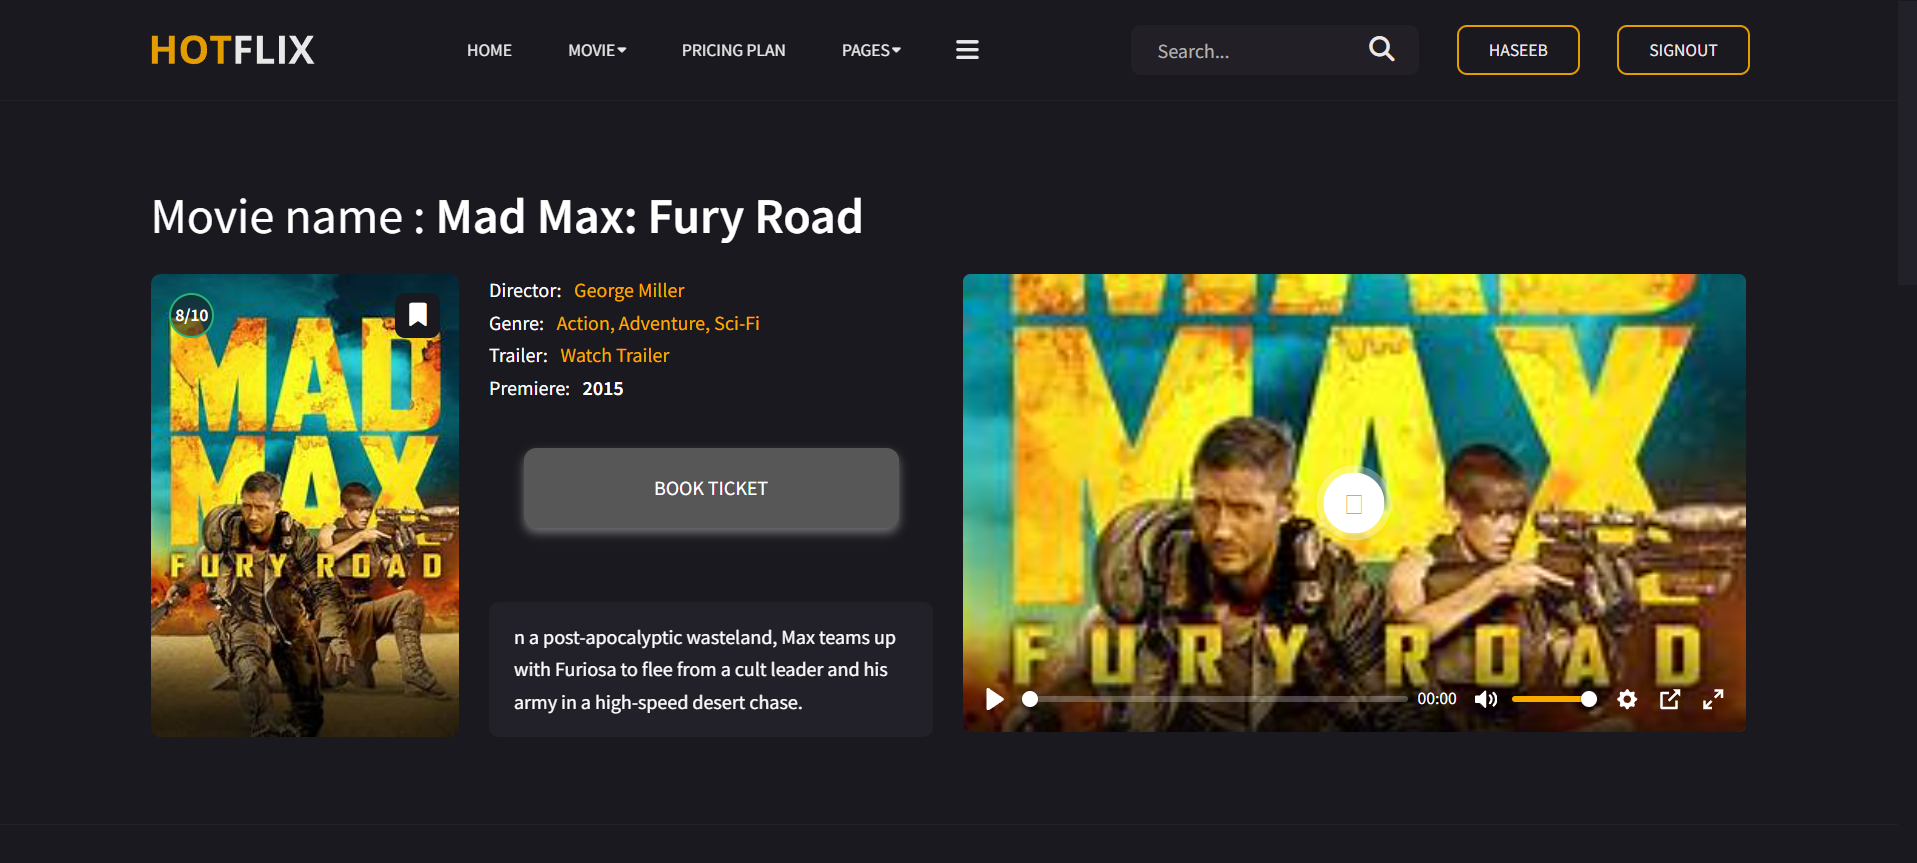 HOTFLIX
HOME MOVIE PRICING PLAN PAGES
Search...
HASEEB
SIGNOUT
Movie name : Mad Max: Fury Road
8/10
MAD
MAX
FURY ROAD
Director: George Miller
Genre: Action, Adventure, Sci-Fi
Trailer: Watch Trailer
Premiere: 2015
BOOK TICKET
n a post-apocalyptic wasteland, Max teams up
with Furiosa to flee from a cult leader and his
army in a high-speed desert chase.
MAX
FURY ROAD
00:00